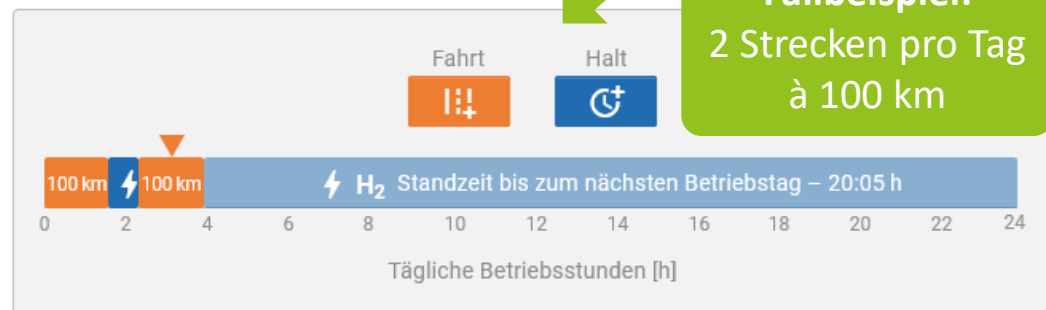 2 Strecken pro Tag
à 100 km
Fahrt
Halt
100 km
100 km
H₂ Standzeit bis zum nächsten Betriebstag – 20:05 h
0 2 4 6 8 10 12 14 16 18 20 22 24
Tägliche Betriebsstunden [h]